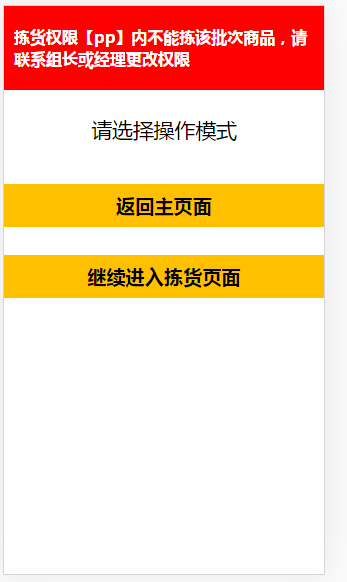 拣货权限【pp】内不能拣该批次商品，请
联系组长或经理更改权限
请选择操作模式
返回主页面
继续进入拣货页面